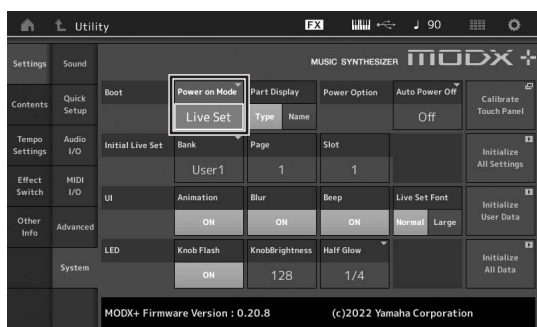 Utility FX 90
MUSIC SYNTHESIZER MODX+
Settings Sound
Boot Power on Mode Part Display Power Option Auto Power Off Calibrate Touch Panel
Live Set Type Name Off
Contents Quick Setup
Tempo Settings Audio I/O Initial Live Set Bank Page Slot Initialize All Settings
User1 1 1
Effect Switch MIDI I/O UI Animation Blur Beep Live Set Font Initialize User Data
ON ON ON Normal Large
Other Info Advanced
LED Knob Flash KnobBrightness Half Glow Initialize All Data
System ON 128 1/4
MODX+ Firmware Version : 0.20.8 (c)2022 Yamaha Corporation